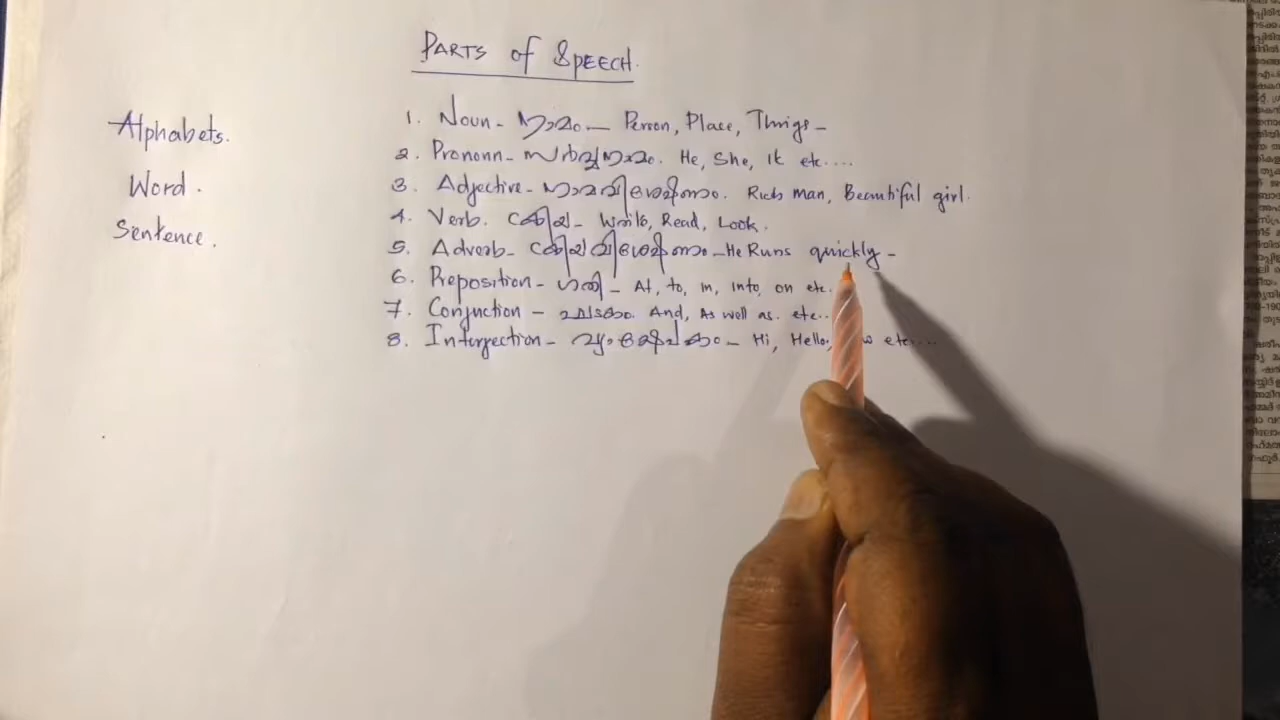 PARTS of SPEECH.
Alphabets.
Word.
Sentence.
1. Noun - നാമം - Person, Place, Things -
2. Pronoun - സർവ്വനാമം. He, She, It etc....
3. Adjective - നാമവിശേഷണം. Rich man, Beautiful girl.
4. Verb. ക്രിയ - Write, Read, Look.
5. Adverb - ക്രിയാവിശേഷണം - He Runs quickly -
6. Preposition - ഗതി - At, to, in, into, on etc.
7. Conjuction - ഘടകം. And, As well as. etc..
8. Interjection - വ്യാക്ഷേപകം - Hi, Hello, etc....